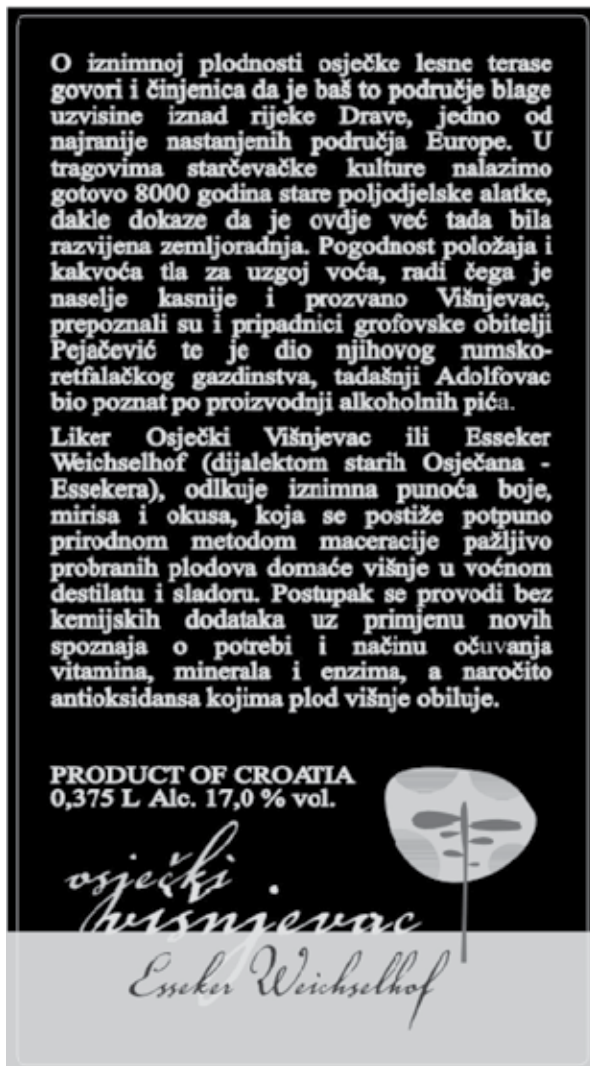 O iznimnoj plodnosti osječke lesne terase
govori i činjenica da je baš to područje blage
uzvisine iznad rijeke Drave, jedno od
najranije nastanjenih područja Europe. U
tragovima starčevačke kulture nalazimo
gotovo 8000 godina stare poljodjelske alatke,
dakle dokaze da je ovdje već tada bila
razvijena zemljoradnja. Pogodnost položaja i
kakvoća tla za uzgoj voća, radi čega je
naselje kasnije i prozvano Višnjevac,
prepoznali su i pripadnici grofovske obitelji
Pejačević te je dio njihovog rumsko-
retfalačkog gazdinstva, tadašnji Adolfovac
bio poznat po proizvodnji alkoholnih pića.
Liker Osječki Višnjevac ili Esseker
Weichselhof (dijalektom starih Osječana -
Essekera), odlkuje iznimna punoća boje,
mirisa i okusa, koja se postiže potpuno
prirodnom metodom maceracije pažljivo
probranih plodova domaće višnje u voćnom
destilatu i sladoru. Postupak se provodi bez
kemijskih dodataka uz primjenu novih
spoznaja o potrebi i načinu očuvanja
vitamina, minerala i enzima, a naročito
antioksidansa kojima plod višnje obiluje.
PRODUCT OF CROATIA
0,375 L Alc. 17,0 % vol.
osječki
višnjevac
Esseker Weichselhof